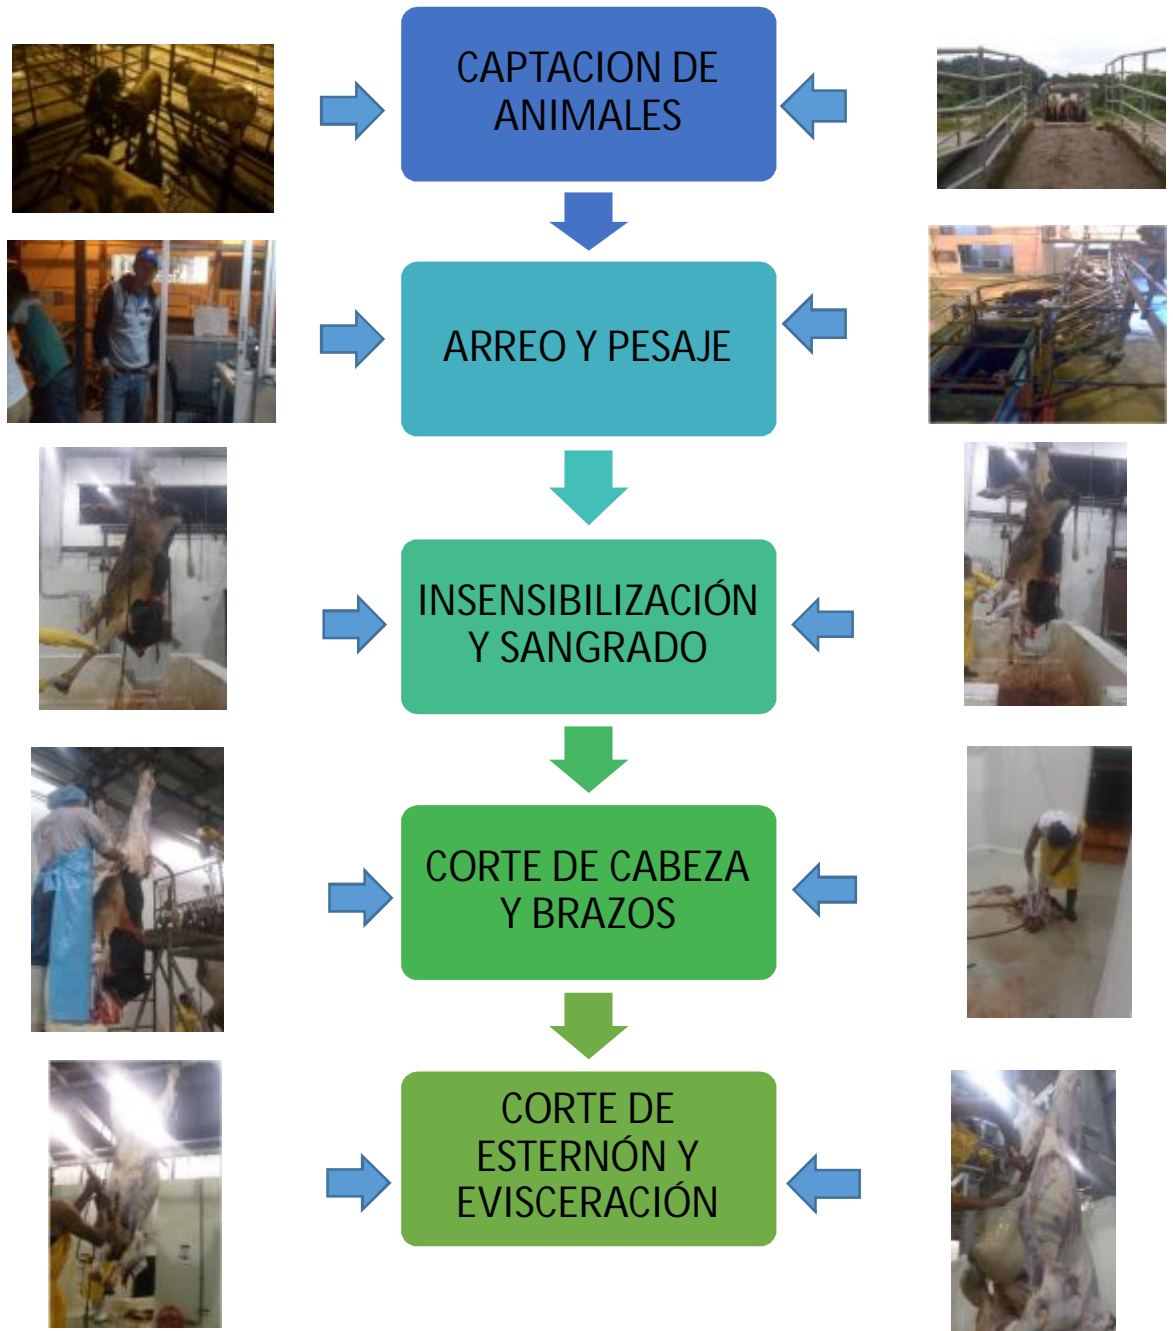 CAPTACION DE
ANIMALES
ARREO Y PESAJE
INSENSIBILIZACIÓN
Y SANGRADO
CORTE DE CABEZA
Y BRAZOS
CORTE DE
ESTERNÓN Y
EVISCERACIÓN